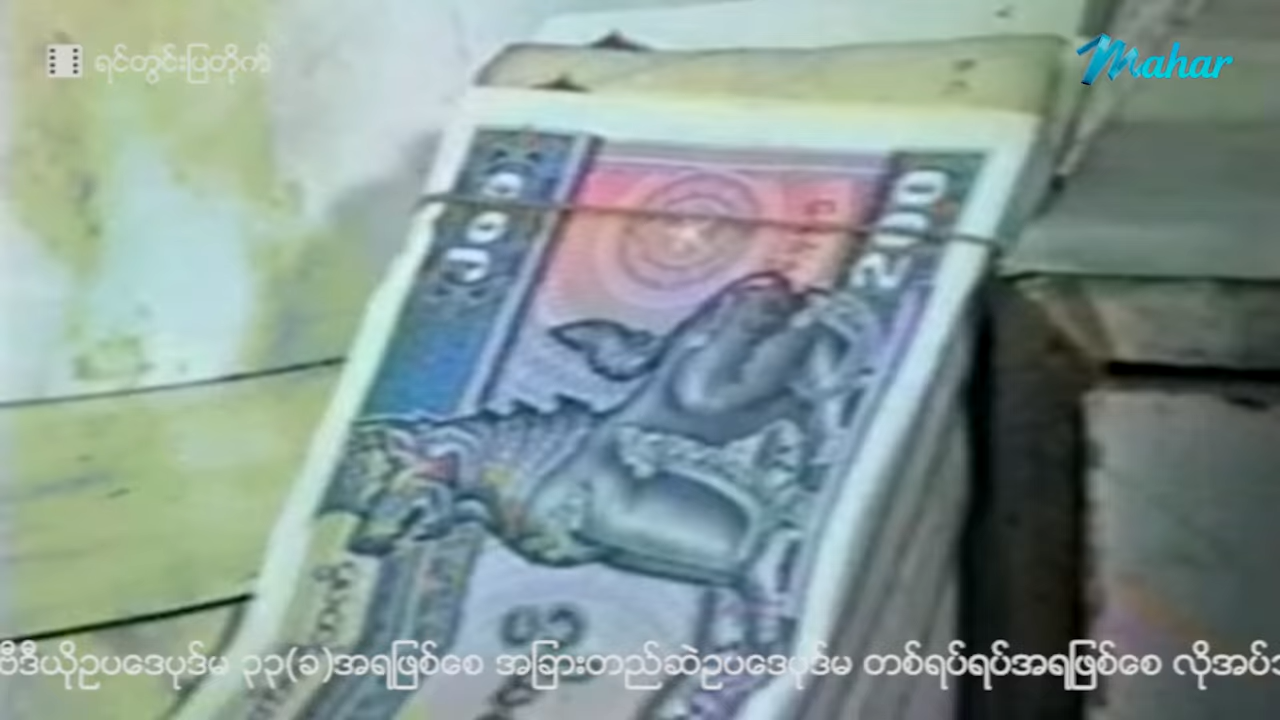 ရင်တွင်းပြတိုက်
Mahar
၂၀၀
200
ဗီဒီယိုဥပဒေပုဒ်မ ၃၃(ခ)အရဖြစ်စေ အခြားတည်ဆဲဥပဒေပုဒ်မ တစ်ရပ်ရပ်အရဖြစ်စေ လိုအပ်